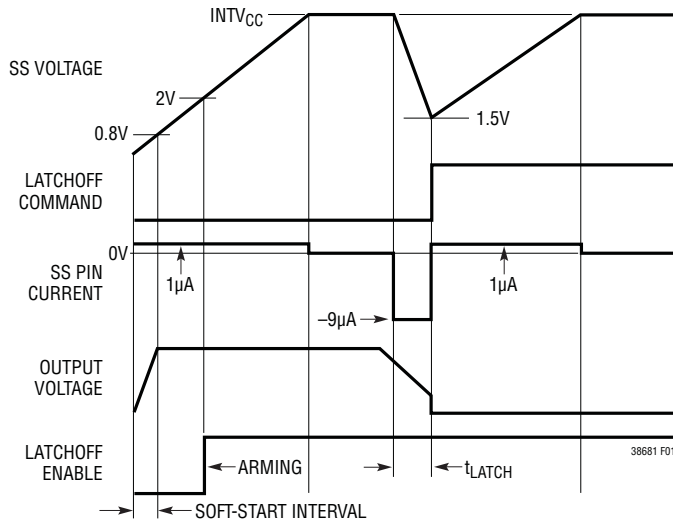 INTVCC
SS VOLTAGE
2V
0.8V
1.5V
LATCHOFF
COMMAND
0V
SS PIN
CURRENT
1µA
1µA
–9µA
OUTPUT
VOLTAGE
LATCHOFF
ENABLE
ARMING
tLATCH
38681 F01
SOFT-START INTERVAL